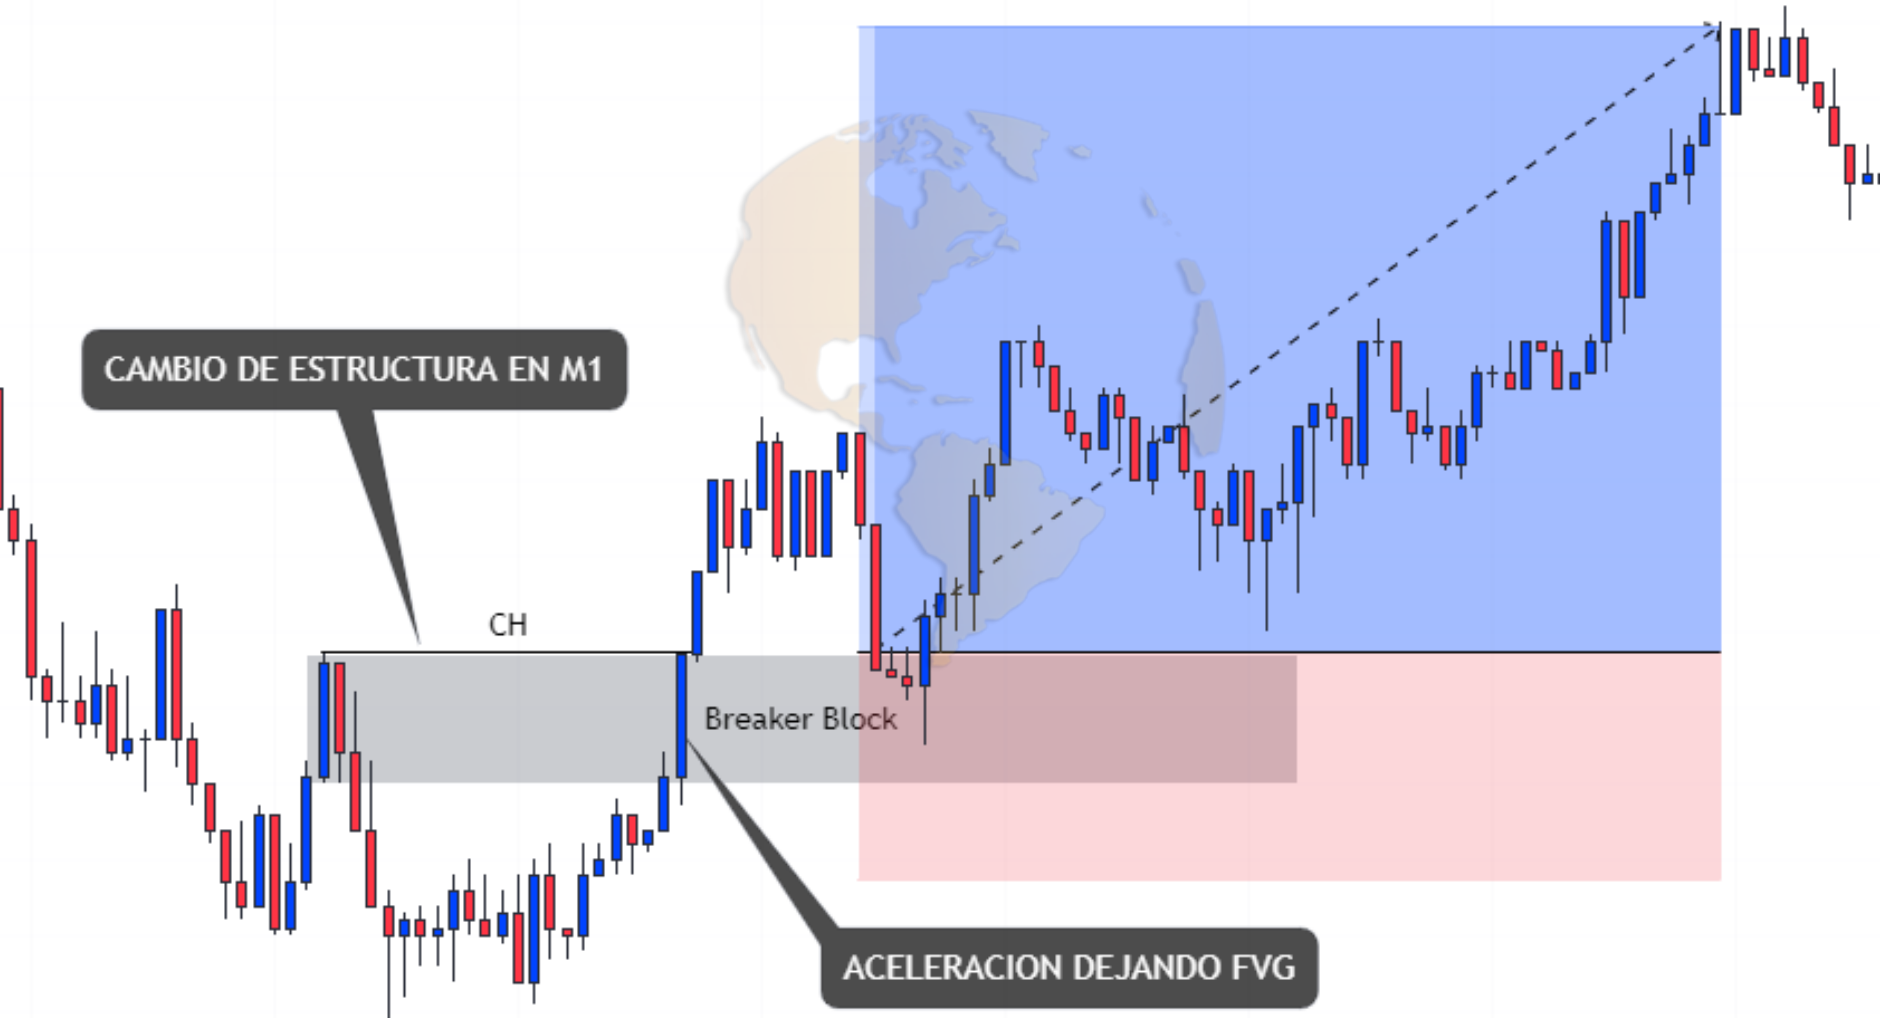 CAMBIO DE ESTRUCTURA EN M1
CH
Breaker Block
ACELERACION DEJANDO FVG